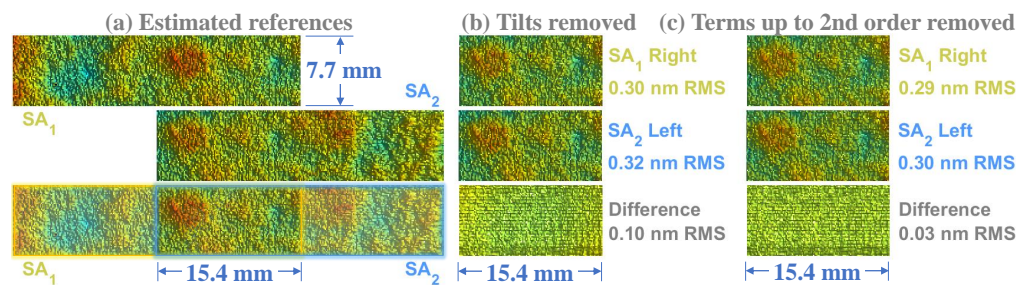 (a) Estimated references
(b) Tilts removed
(c) Terms up to 2nd order removed
7.7 mm
SA2
SA1
SA1 Right
0.30 nm RMS
SA1 Right
0.29 nm RMS
SA2 Left
0.32 nm RMS
SA2 Left
0.30 nm RMS
Difference
0.10 nm RMS
Difference
0.03 nm RMS
SA1
15.4 mm
SA2
15.4 mm
15.4 mm